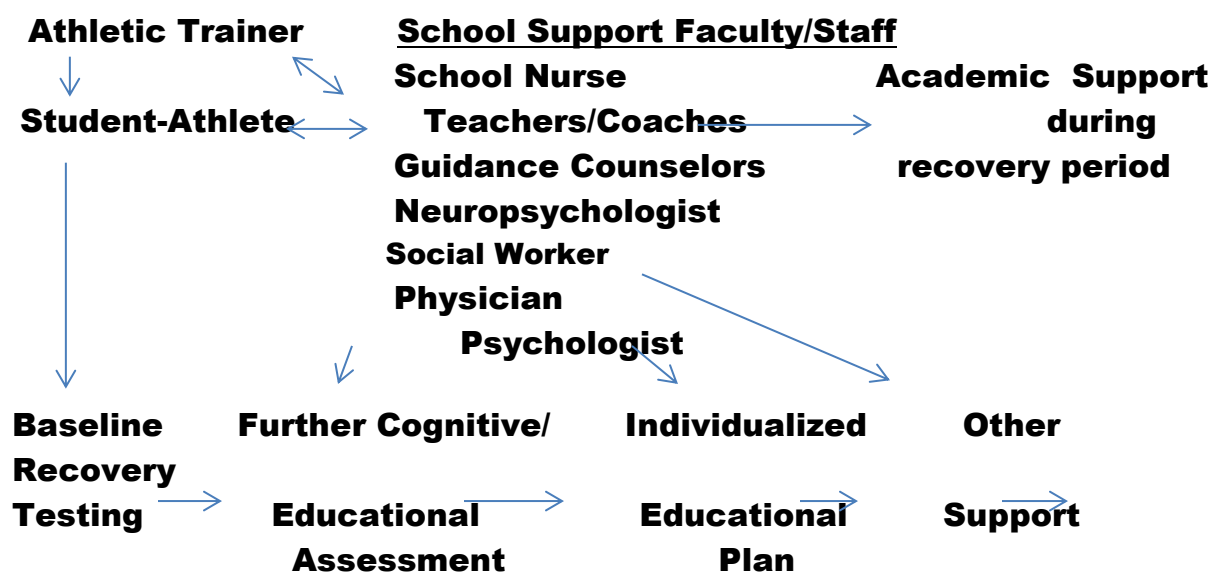 Athletic Trainer School Support Faculty/Staff
School Nurse Academic Support
Student-Athlete Teachers/Coaches during
Guidance Counselors recovery period
Neuropsychologist
Social Worker
Physician
Psychologist
Baseline Further Cognitive/ Individualized Other
Recovery
Testing Educational Educational Support
Assessment Plan